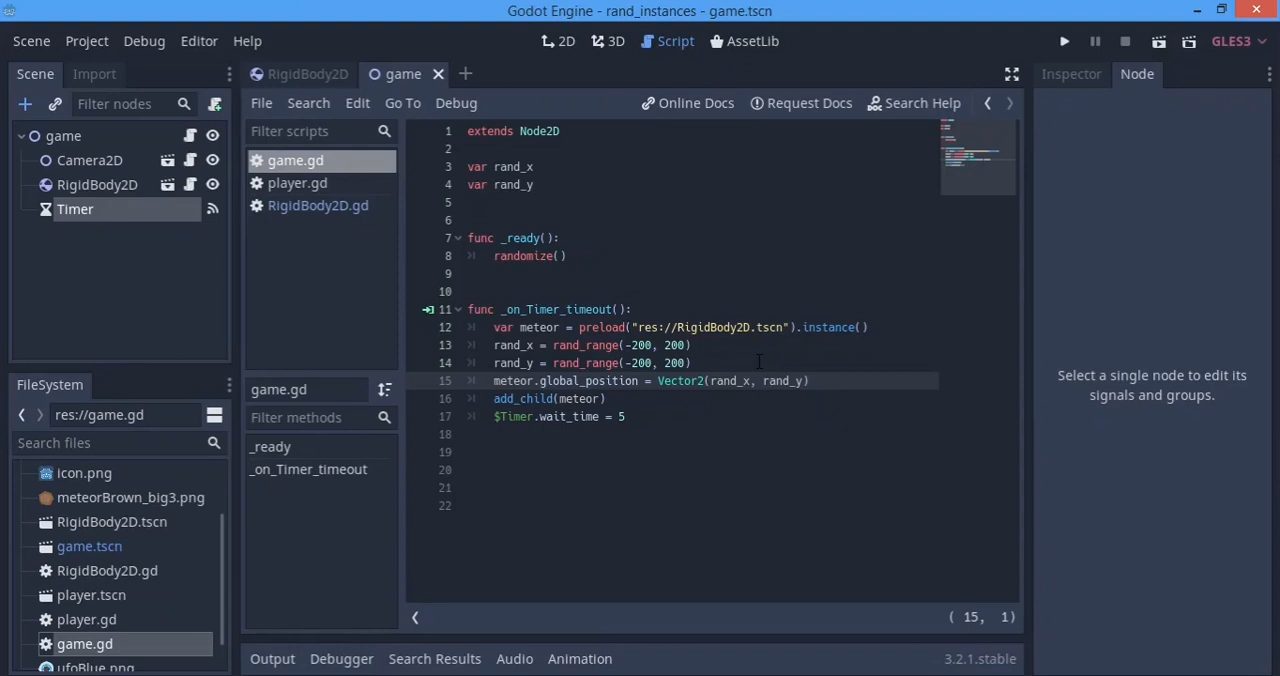 Godot Engine - rand_instances - game.tscn
Scene Project Debug Editor Help 2D 3D Script AssetLib GLES3
Scene Import RigidBody2D game Inspector Node
Filter nodes File Search Edit Go To Debug Online Docs Request Docs Search Help
game
Camera2D
RigidBody2D
Timer
Filter scripts
game.gd
player.gd
RigidBody2D.gd
game.gd
Filter methods
_ready
_on_Timer_timeout
1 extends Node2D
2
3 var rand_x
4 var rand_y
5
6
7 func _ready():
8 randomize()
9
10
11 func _on_Timer_timeout():
12 var meteor = preload("res://RigidBody2D.tscn").instance()
13 rand_x = rand_range(-200, 200)
14 rand_y = rand_range(-200, 200)
15 meteor.global_position = Vector2(rand_x, rand_y)
16 add_child(meteor)
17 $Timer.wait_time = 5
18
19
20
21
22
( 15, 1)
Select a single node to edit its
signals and groups.
FileSystem
res://game.gd
Search files
icon.png
meteorBrown_big3.png
RigidBody2D.tscn
game.tscn
RigidBody2D.gd
player.tscn
player.gd
game.gd
ufoBlue.png
Output Debugger Search Results Audio Animation 3.2.1.stable